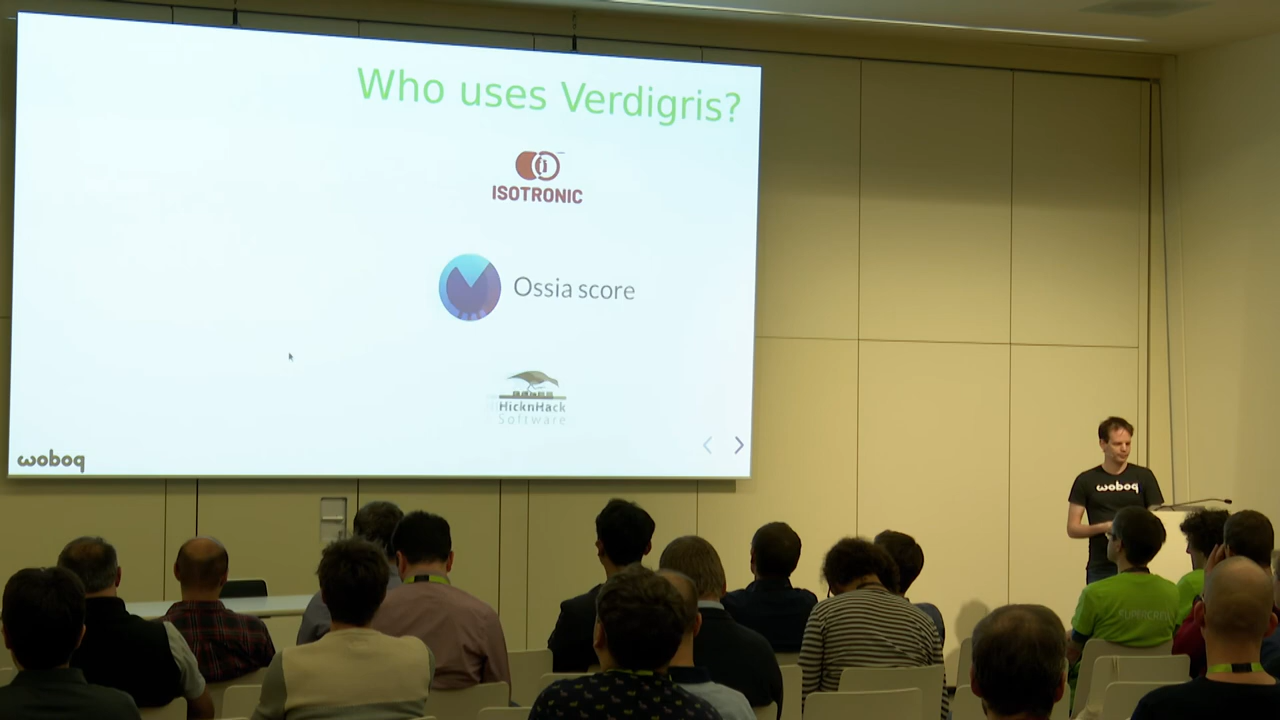 Who uses Verdigris?
ISOTRONIC
Ossia score
HicknHack
Software
woboq
woboq